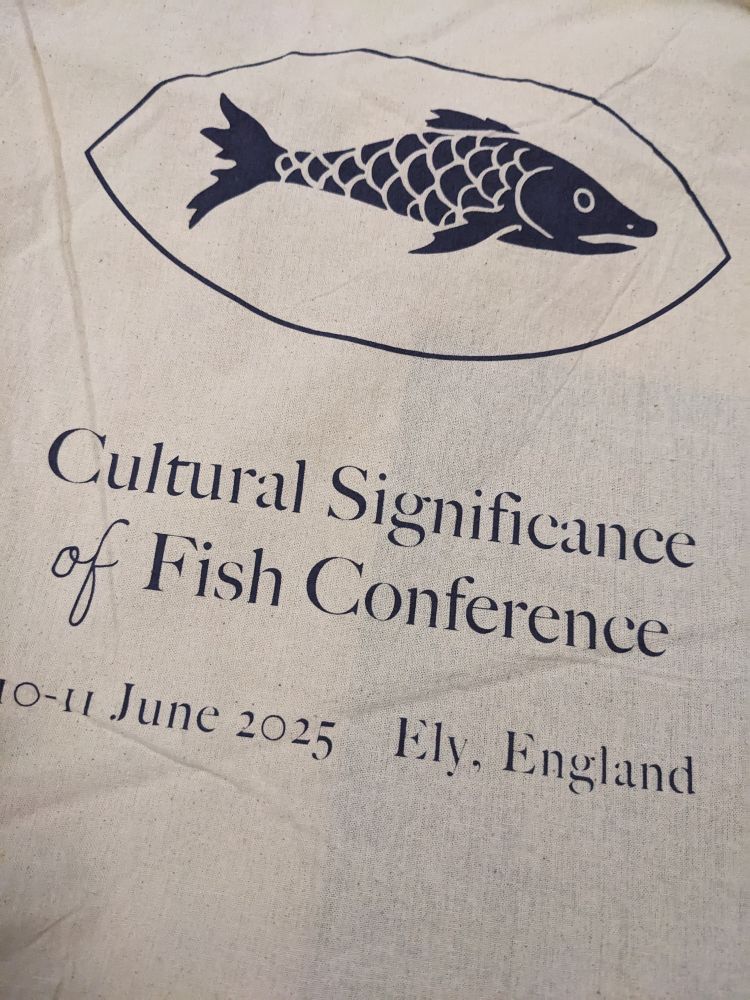 Cultural Significance
of Fish Conference
10-11 June 2025 Ely, England